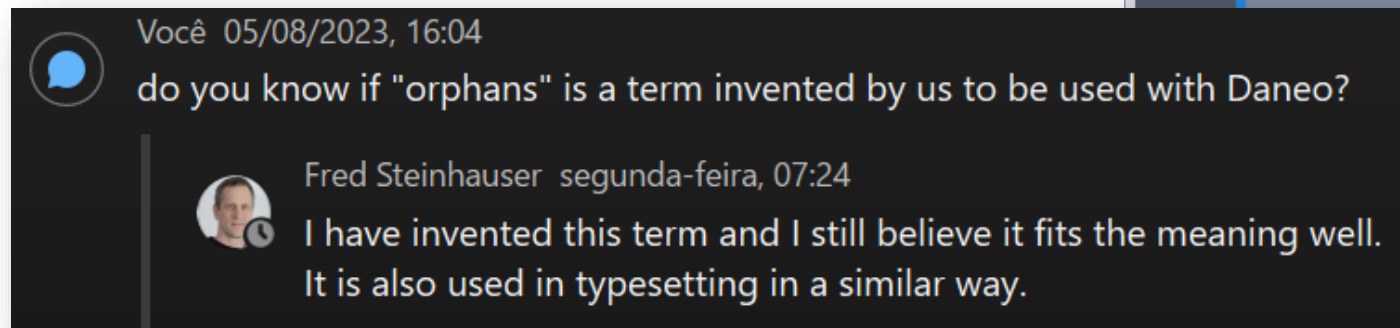 Você 05/08/2023, 16:04
do you know if "orphans" is a term invented by us to be used with Daneo?
Fred Steinhauser segunda-feira, 07:24
I have invented this term and I still believe it fits the meaning well.
It is also used in typesetting in a similar way.